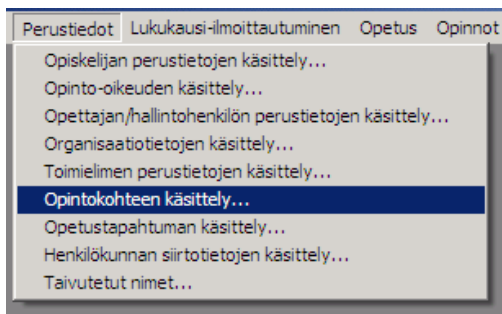 Perustiedot Lukukausi-ilmoittautuminen Opetus Opinnot
Opiskelijan perustietojen käsittely...
Opinto-oikeuden käsittely...
Opettajan/hallintohenkilön perustietojen käsittely...
Organisaatiotietojen käsittely...
Toimielimen perustietojen käsittely...
Opintokohteen käsittely...
Opetustapahtuman käsittely...
Henkilökunnan siirtotietojen käsittely...
Taivutetut nimet...